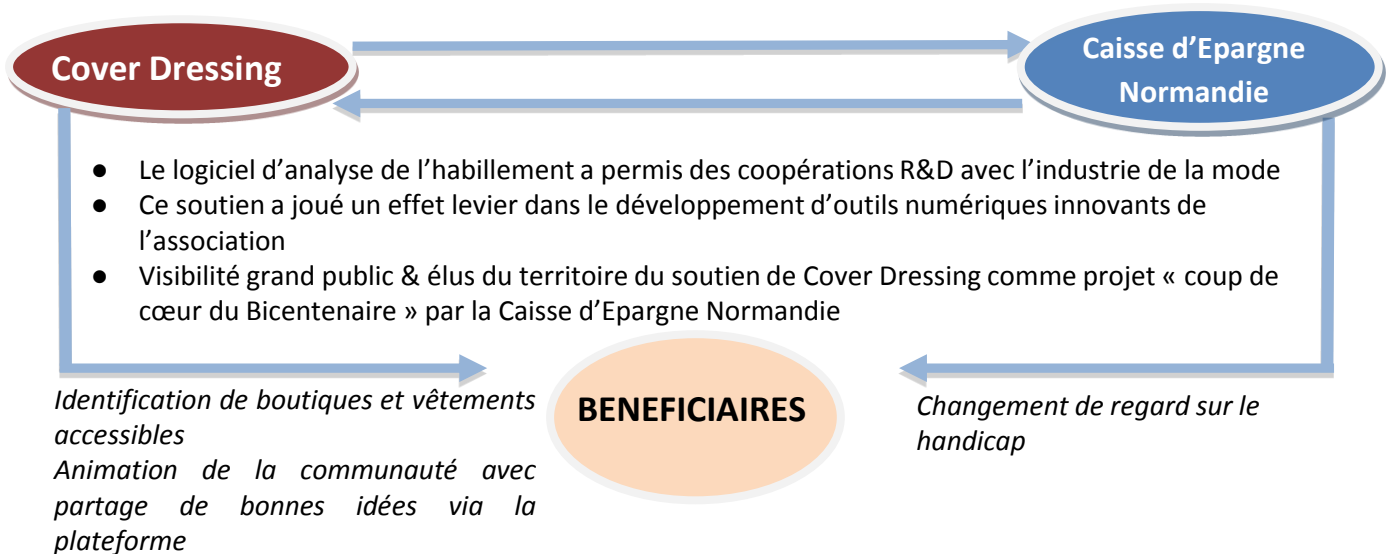 Cover Dressing
Caisse d’Epargne
Normandie
● Le logiciel d’analyse de l’habillement a permis des coopérations R&D avec l’industrie de la mode
● Ce soutien a joué un effet levier dans le développement d’outils numériques innovants de
l’association
● Visibilité grand public & élus du territoire du soutien de Cover Dressing comme projet « coup de
cœur du Bicentenaire » par la Caisse d’Epargne Normandie
Identification de boutiques et vêtements
accessibles
Animation de la communauté avec
partage de bonnes idées via la
plateforme
BENEFICIAIRES
Changement de regard sur le
handicap